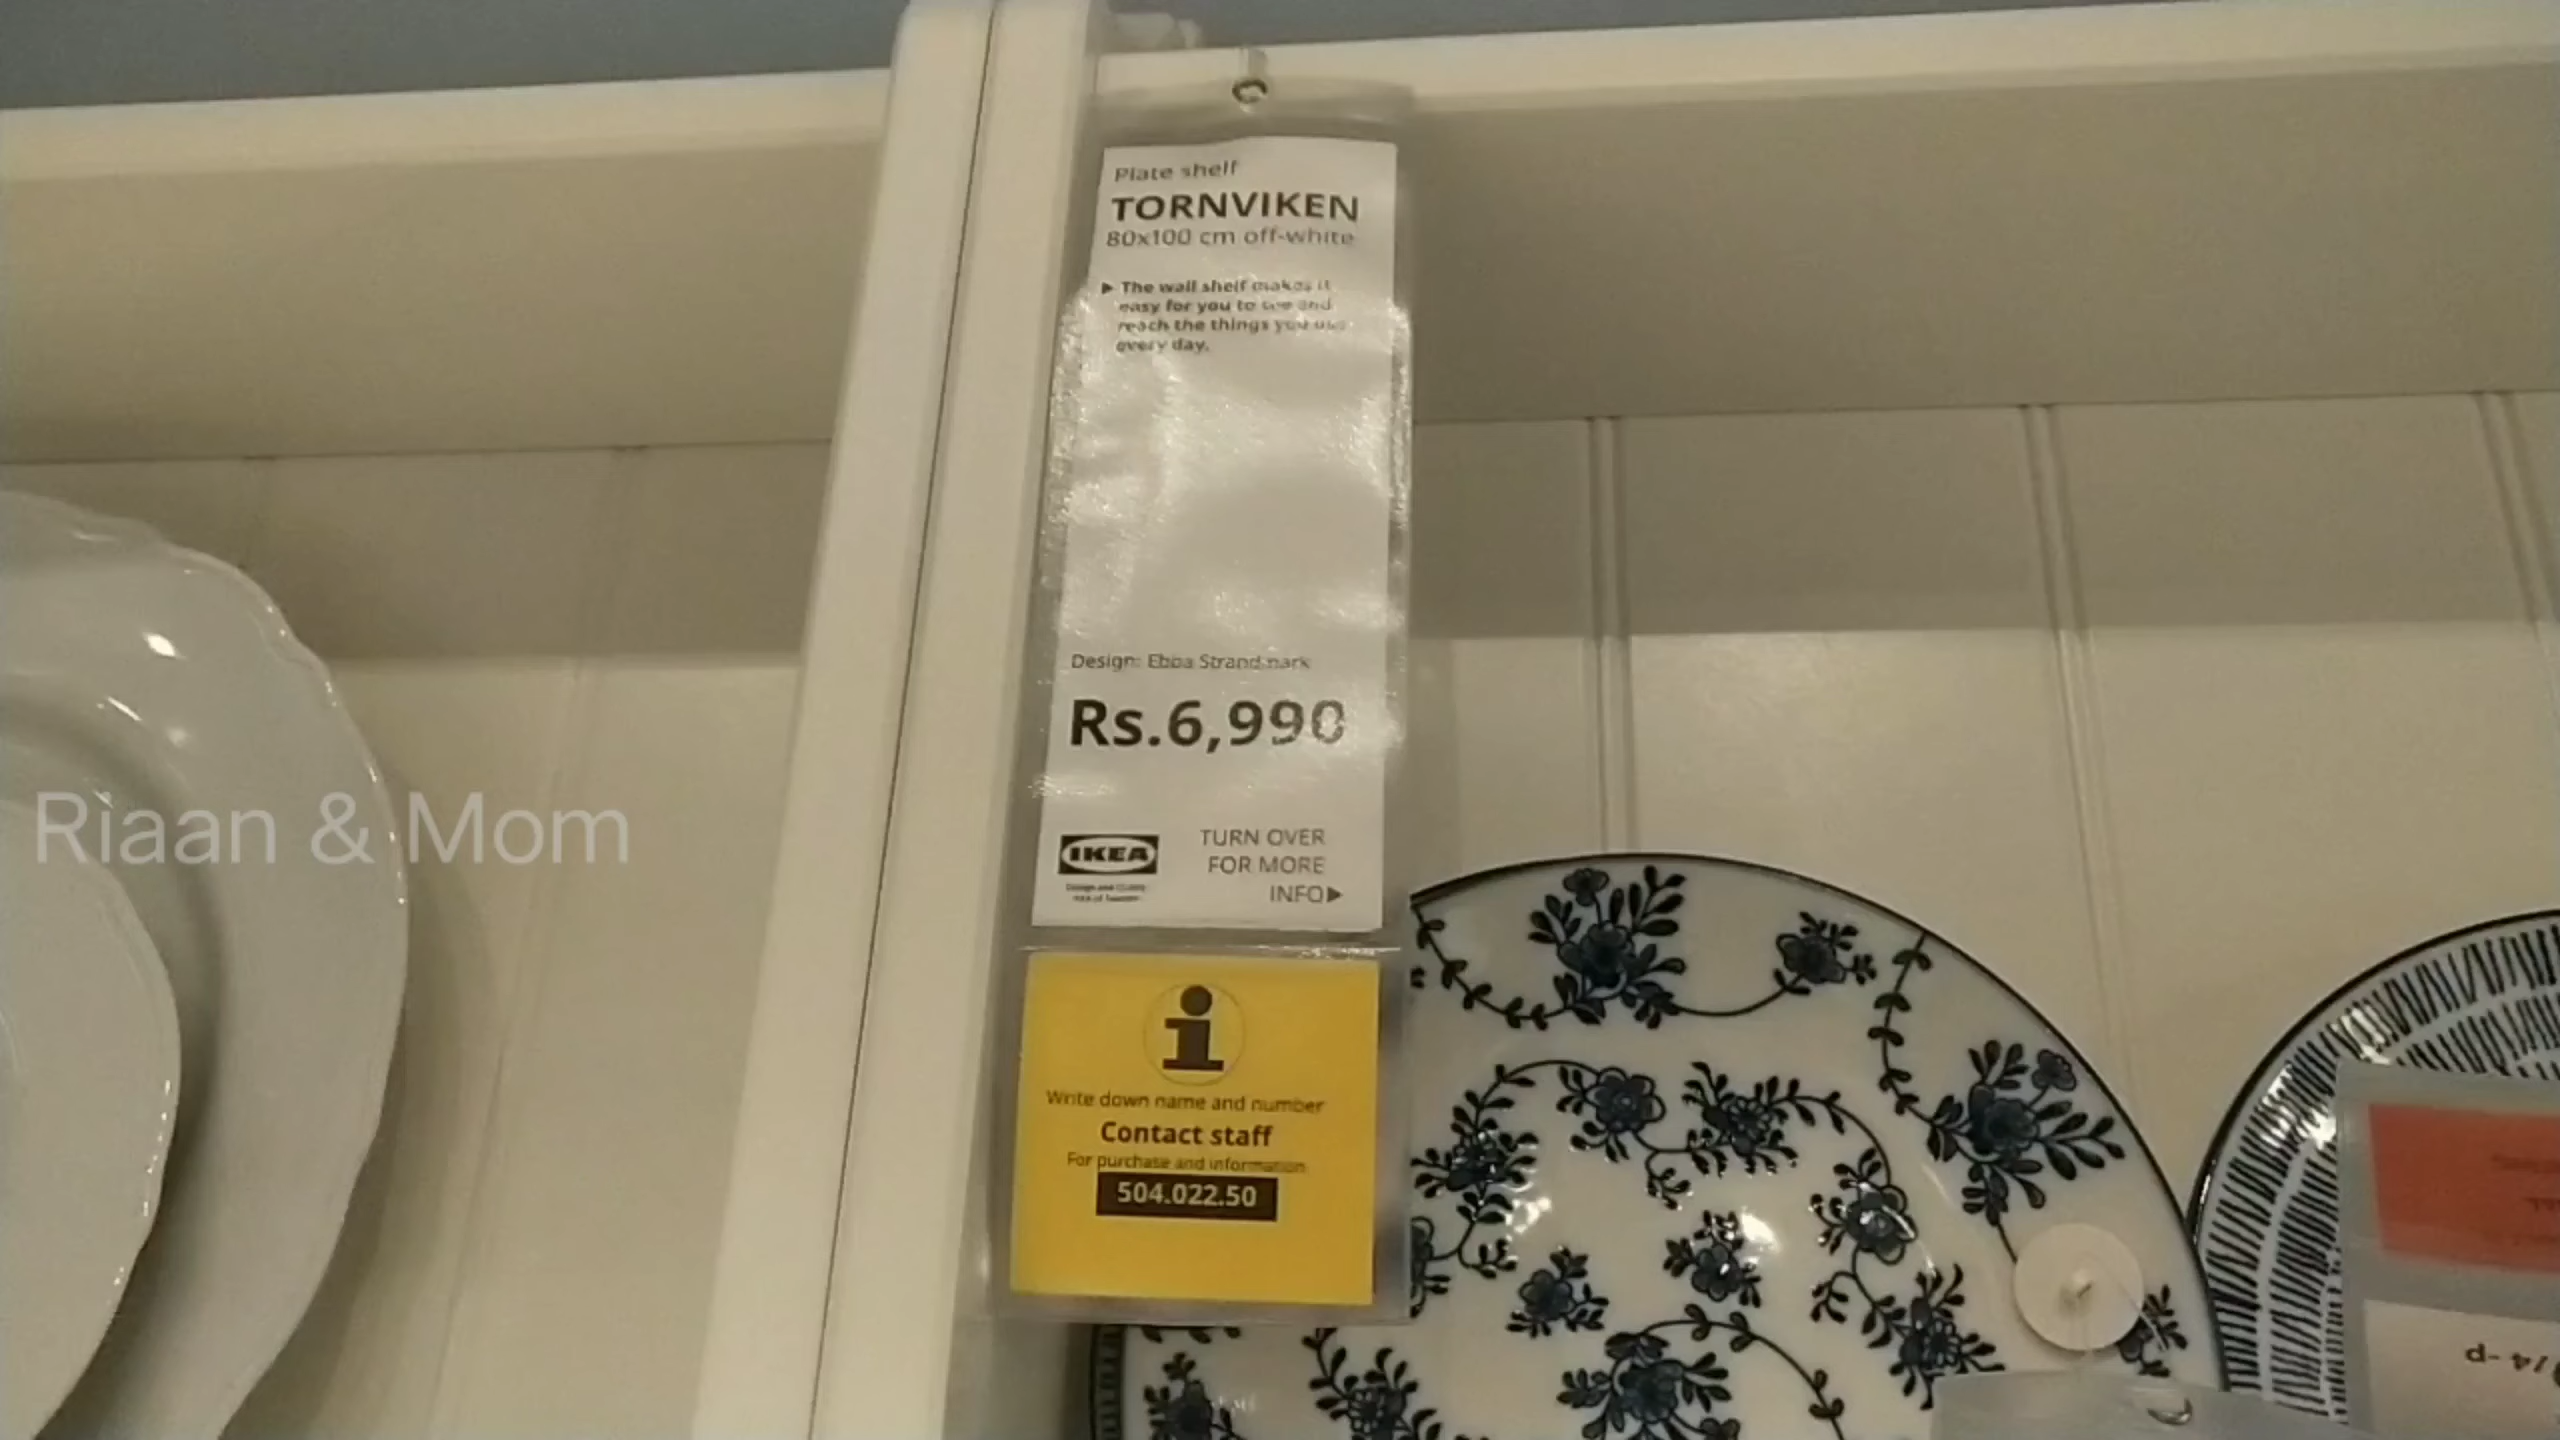 Plate shelf
TORNVIKEN
80x100 cm off-white
▶ The wall shelf makes it
easy for you to see and
reach the things you use
every day.
Design: Ebba Strandmark
Rs.6,990
Riaan & Mom
IKEA
TURN OVER
FOR MORE
INFO▶
Write down name and number
Contact staff
For purchase and information
504.022.50